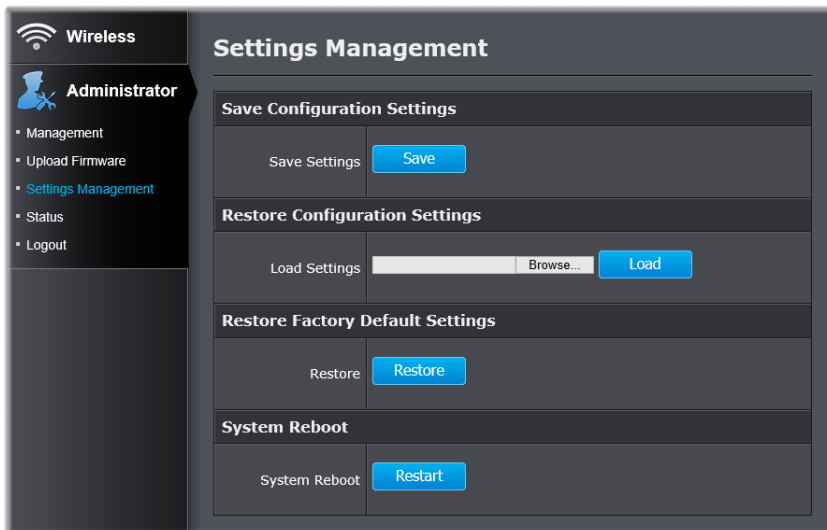 Wireless
Administrator
Management
Upload Firmware
Settings Management
Status
Logout
Settings Management
Save Configuration Settings
Save Settings
Save
Restore Configuration Settings
Load Settings
Browse...
Load
Restore Factory Default Settings
Restore
Restore
System Reboot
System Reboot
Restart